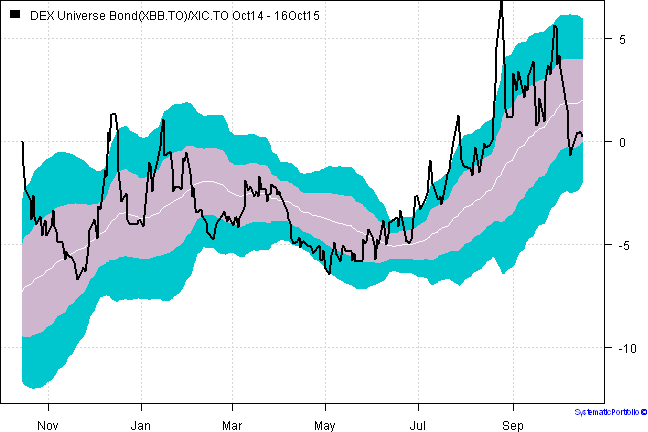 DEX Universe Bond(XBB.TO)/XIC.TO Oct14 - 16Oct15
5
0
-5
-10
Nov Jan Mar May Jul Sep
SystematicPortfolio ©